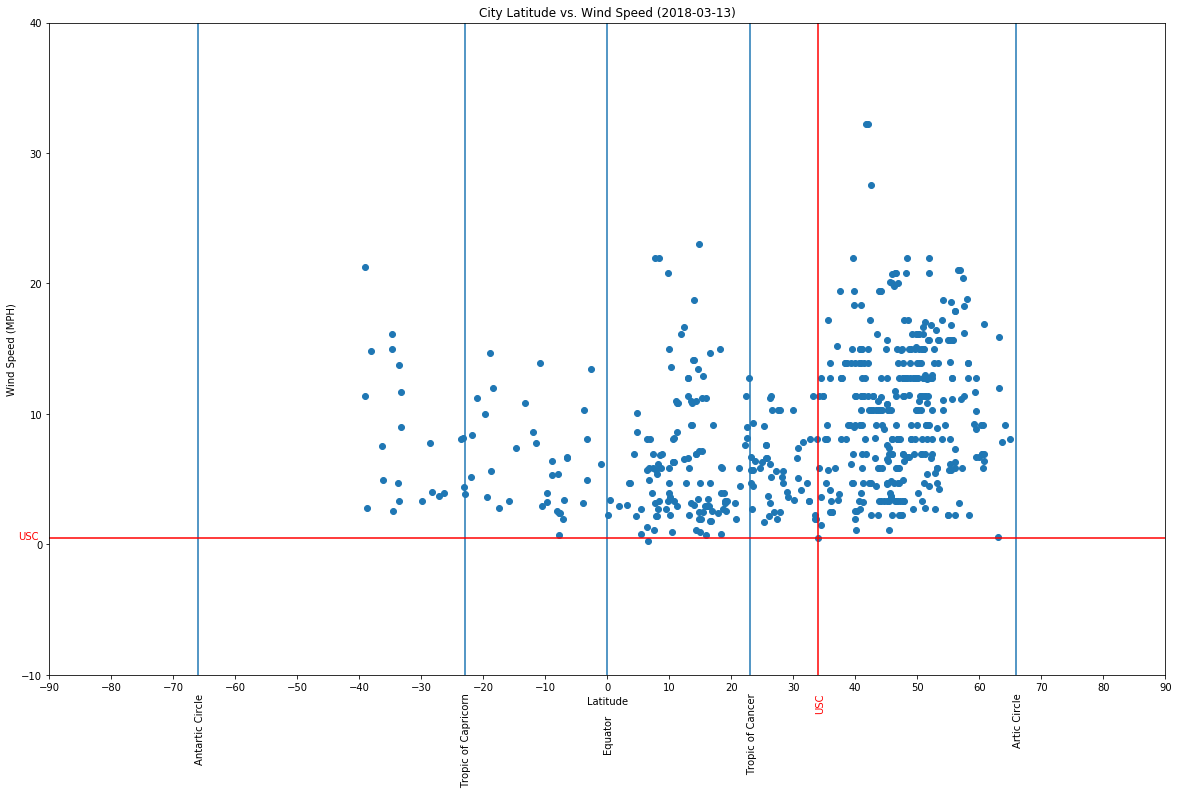 City Latitude vs. Wind Speed (2018-03-13)
40
30
20
10
0
−10
Wind Speed (MPH)
USC
−90 −80 −70 −60 −50 −40 −30 −20 −10 0 10 20 30 40 50 60 70 80 90
Latitude
Antartic Circle
Tropic of Capricorn
Equator
Tropic of Cancer
USC
Artic Circle